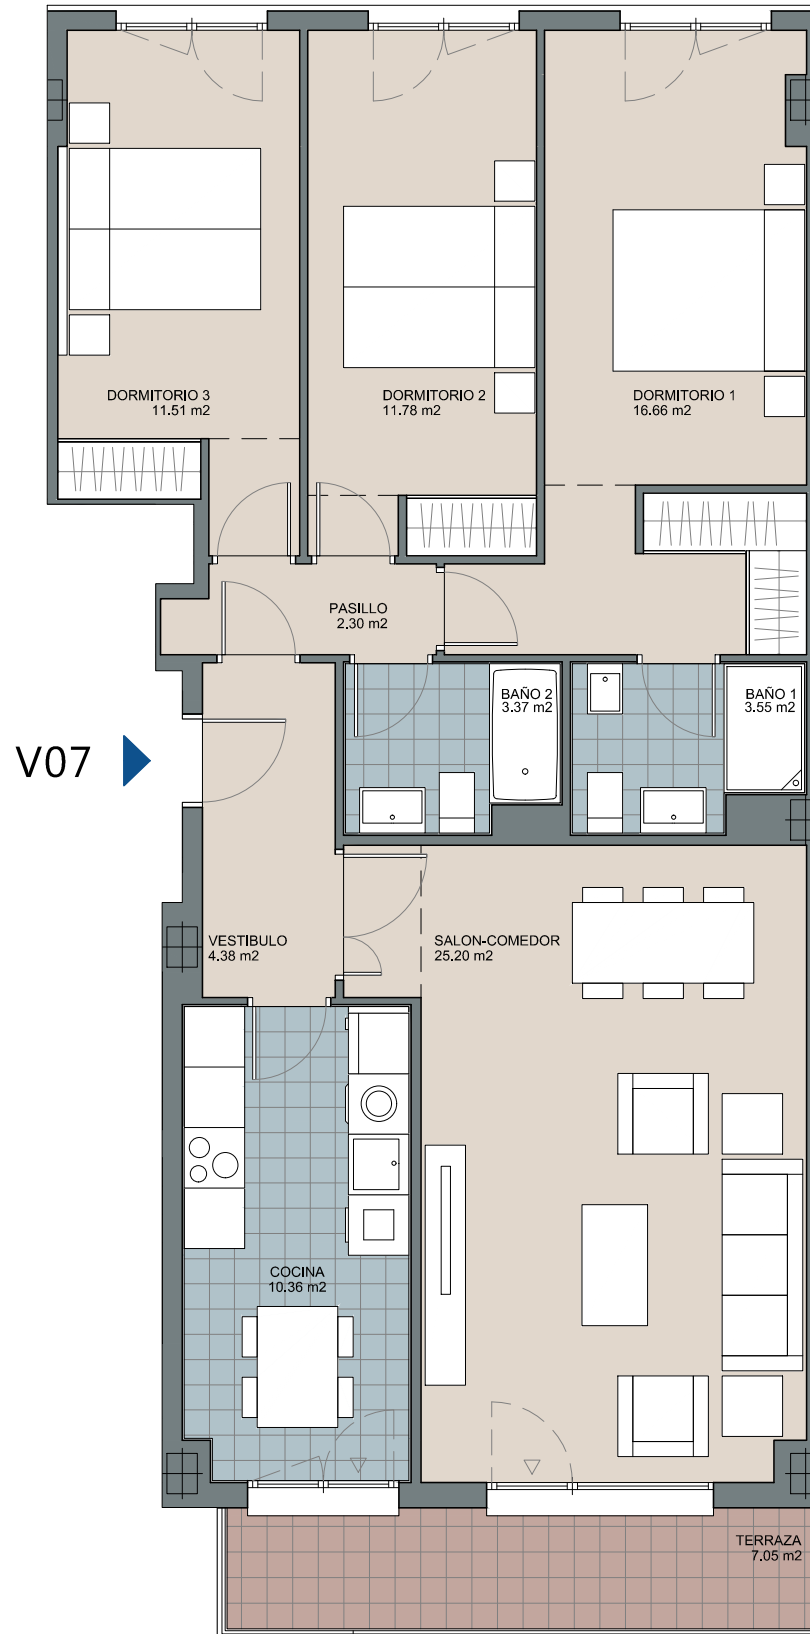 DORMITORIO 3
11.51 m2
DORMITORIO 2
11.78 m2
DORMITORIO 1
16.66 m2
PASILLO
2.30 m2
BAÑO 2
3.37 m2
BAÑO 1
3.55 m2
V07
VESTIBULO
4.38 m2
SALON-COMEDOR
25.20 m2
COCINA
10.36 m2
TERRAZA
7.05 m2